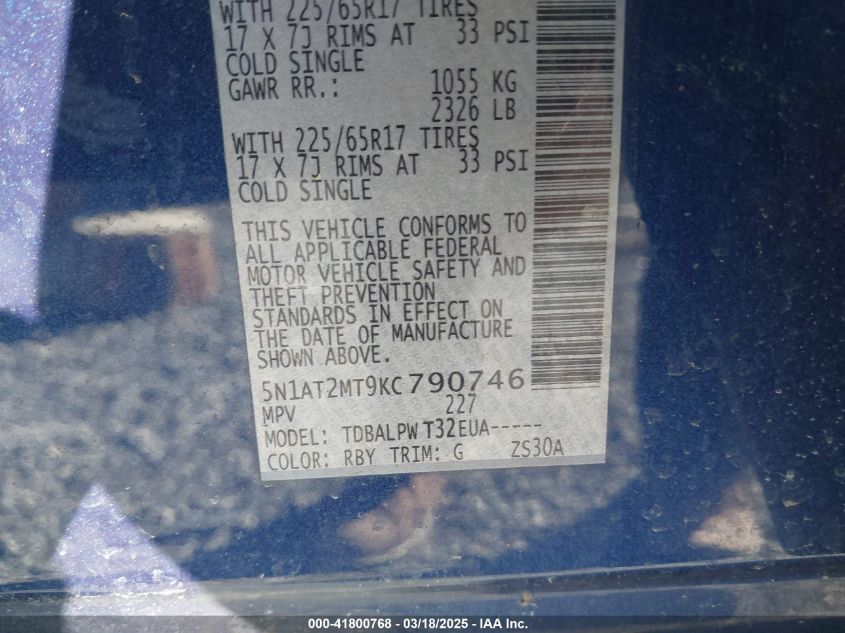 WITH 225/65R17 TIRES
17 X 7J RIMS AT 33 PSI
COLD SINGLE
GAWR RR.: 1055 KG
2326 LB
WITH 225/65R17 TIRES
17 X 7J RIMS AT 33 PSI
COLD SINGLE
THIS VEHICLE CONFORMS TO
ALL APPLICABLE FEDERAL
MOTOR VEHICLE SAFETY AND
THEFT PREVENTION
STANDARDS IN EFFECT ON
THE DATE OF MANUFACTURE
SHOWN ABOVE.
5N1AT2MT9KC790746
MPV 227
MODEL: TDBALPW T32EUA-----
COLOR: RBY TRIM: G ZS30A
000-41800768 - 03/18/2025 - IAA Inc.